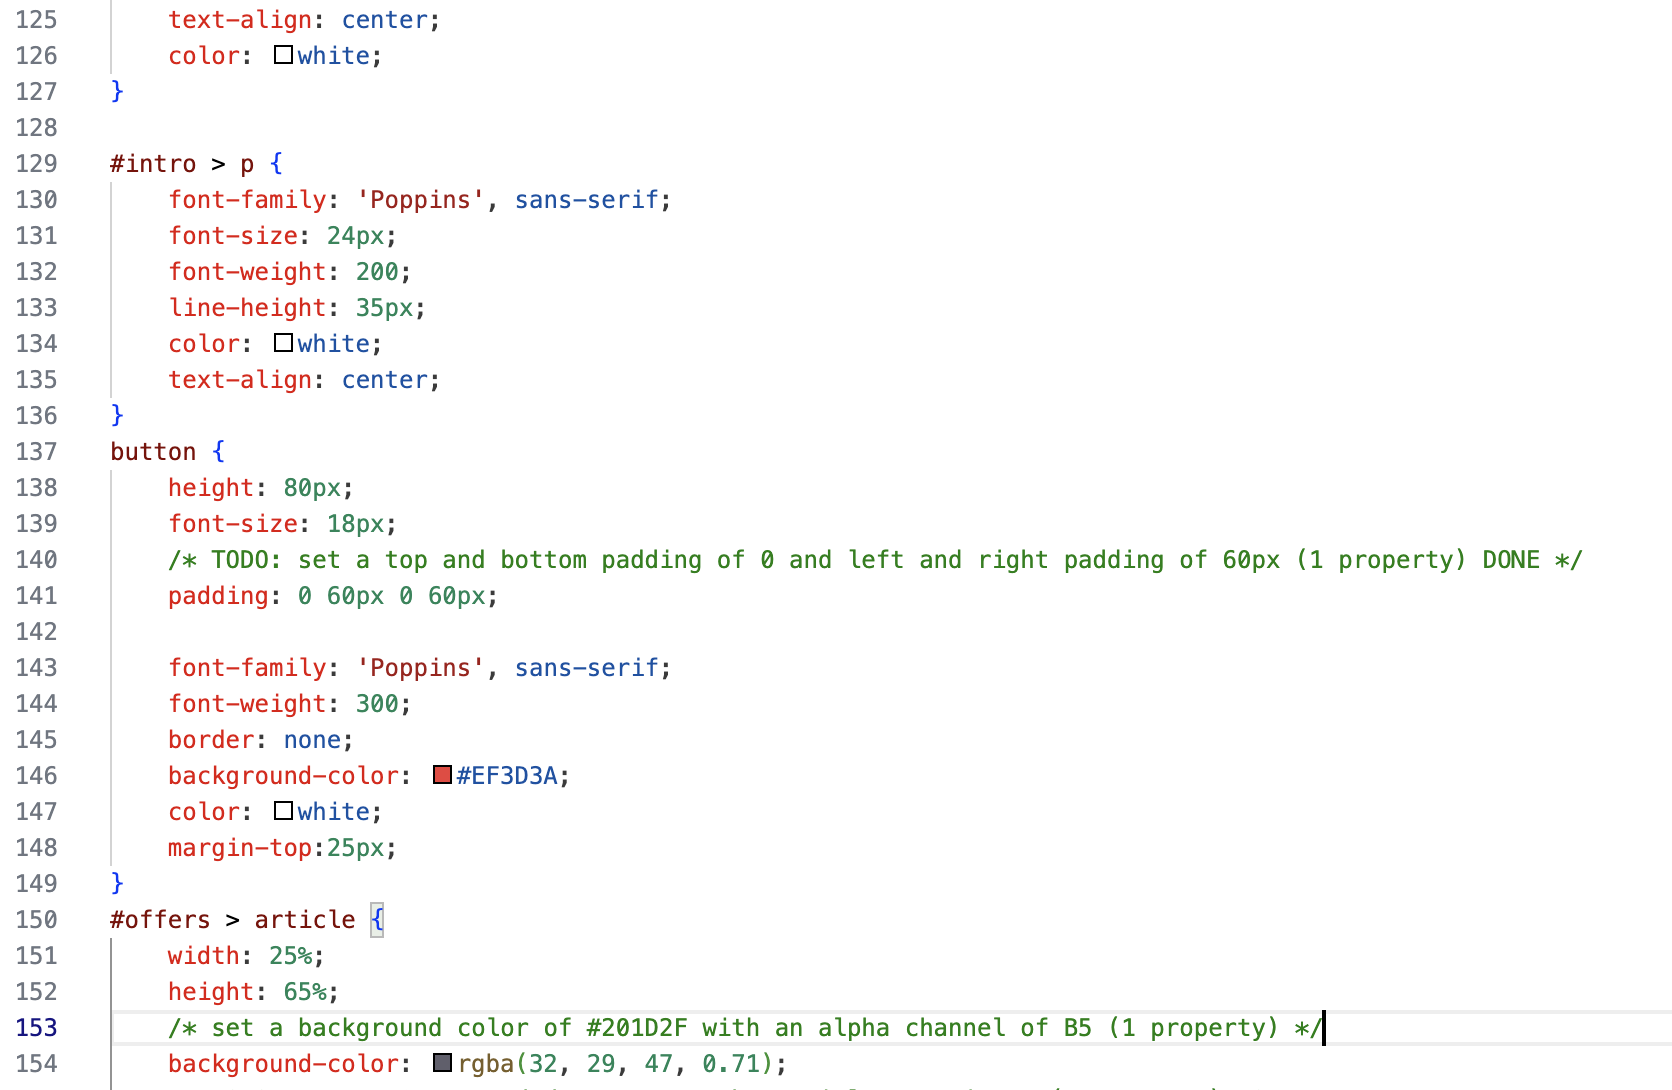 125 text-align: center;
126 color: white;
127 }
128
129 #intro > p {
130 font-family: 'Poppins', sans-serif;
131 font-size: 24px;
132 font-weight: 200;
133 line-height: 35px;
134 color: white;
135 text-align: center;
136 }
137 button {
138 height: 80px;
139 font-size: 18px;
140 /* TODO: set a top and bottom padding of 0 and left and right padding of 60px (1 property) DONE */
141 padding: 0 60px 0 60px;
142
143 font-family: 'Poppins', sans-serif;
144 font-weight: 300;
145 border: none;
146 background-color: #EF3D3A;
147 color: white;
148 margin-top:25px;
149 }
150 #offers > article {
151 width: 25%;
152 height: 65%;
153 /* set a background color of #201D2F with an alpha channel of B5 (1 property) */
154 background-color: rgba(32, 29, 47, 0.71);